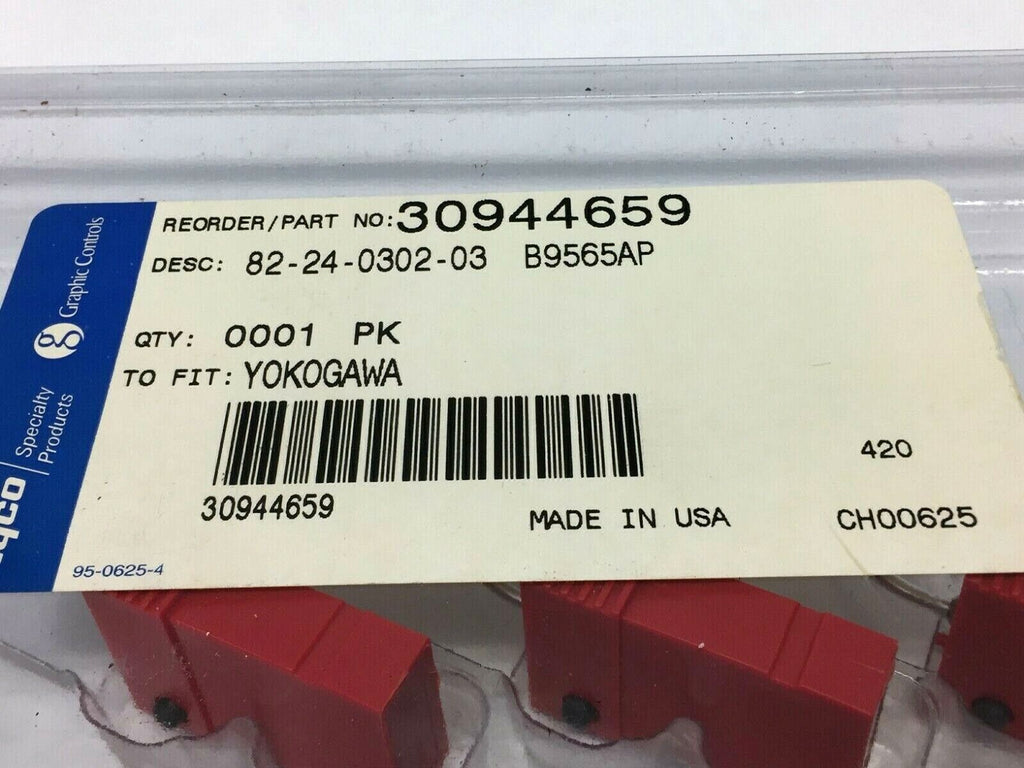 REORDER/PART NO:30944659
DESC: 82-24-0302-03 B9565AP
QTY: 0001 PK
TO FIT: YOKOGAWA
30944659
420
MADE IN USA CH00625
95-0625-4
Graphic Controls
Specialty
Products